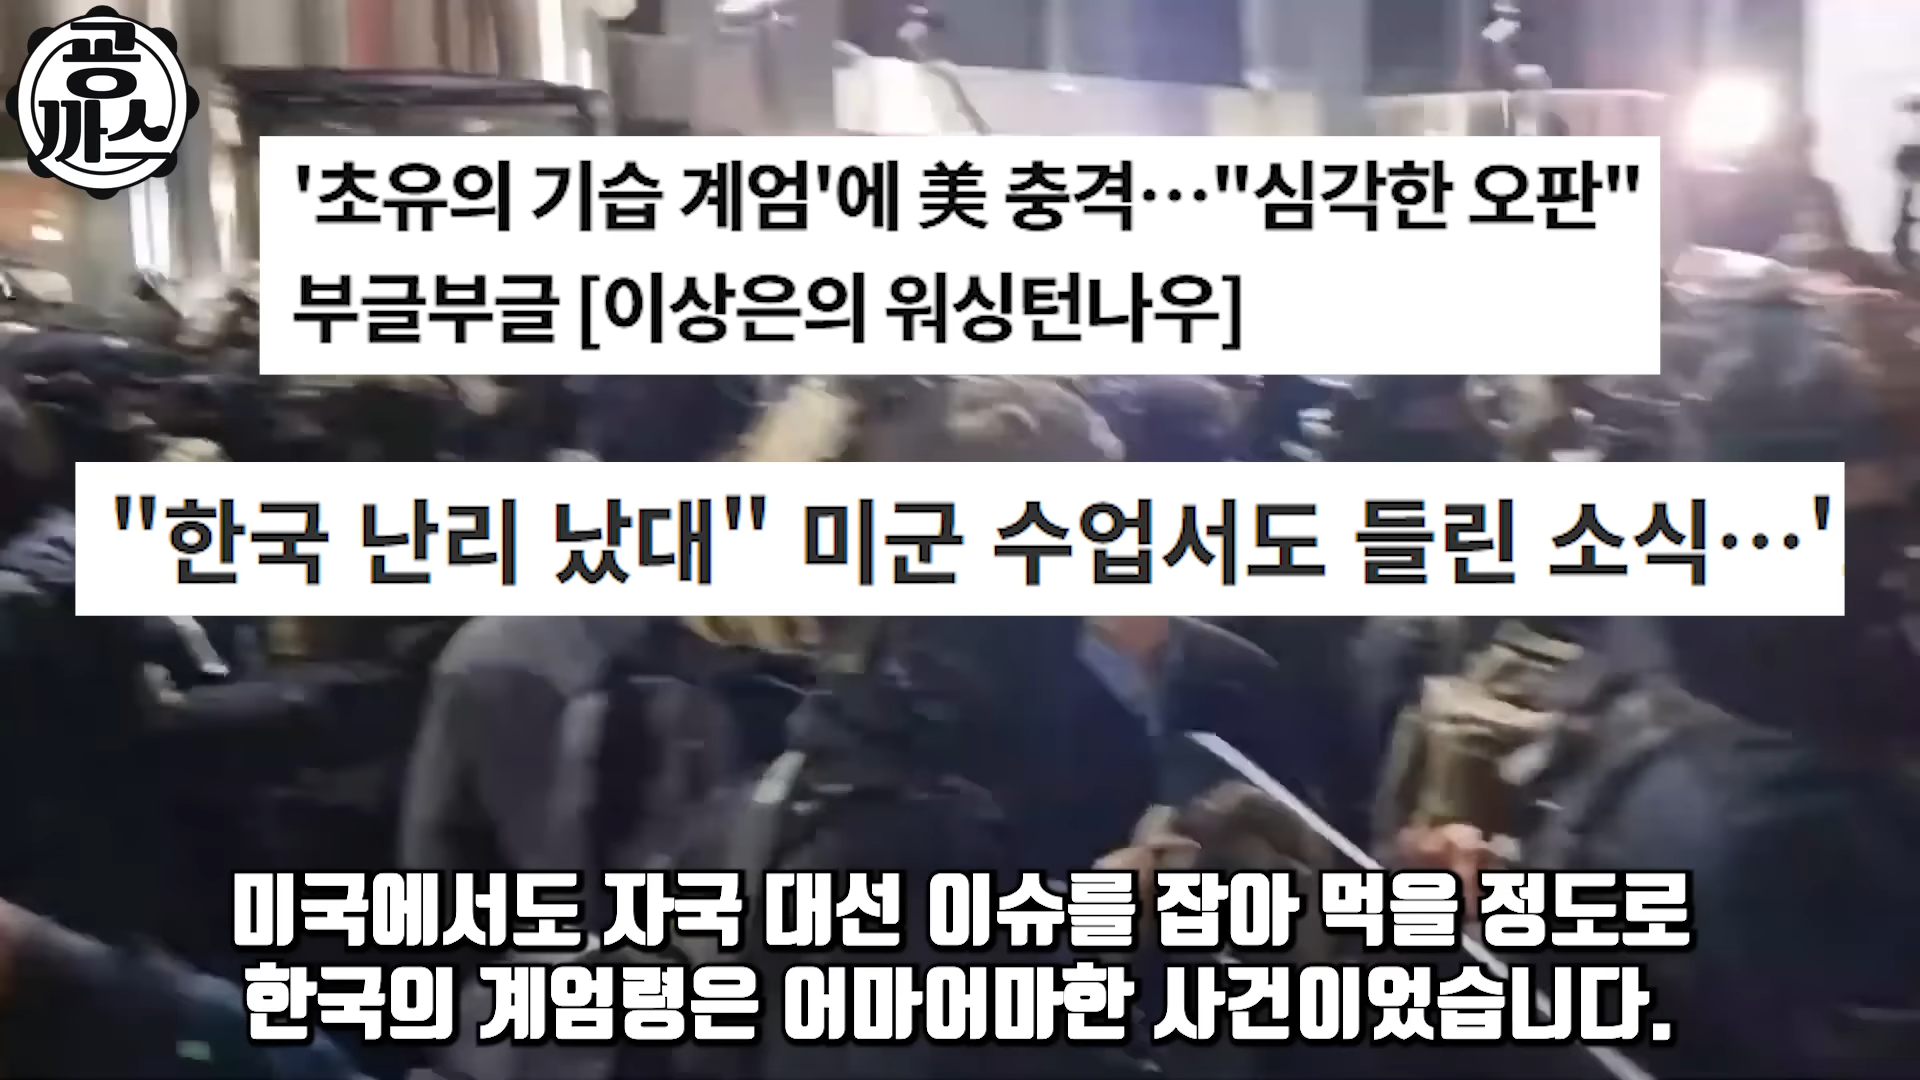 공
까스
'초유의 기습 계엄'에 美 충격…"심각한 오판"
부글부글 [이상은의 워싱턴나우]
"한국 난리 났대" 미군 수업서도 들린 소식…'
미국에서도 자국 대선 이슈를 잡아 먹을 정도로
한국의 계엄령은 어마어마한 사건이었습니다.